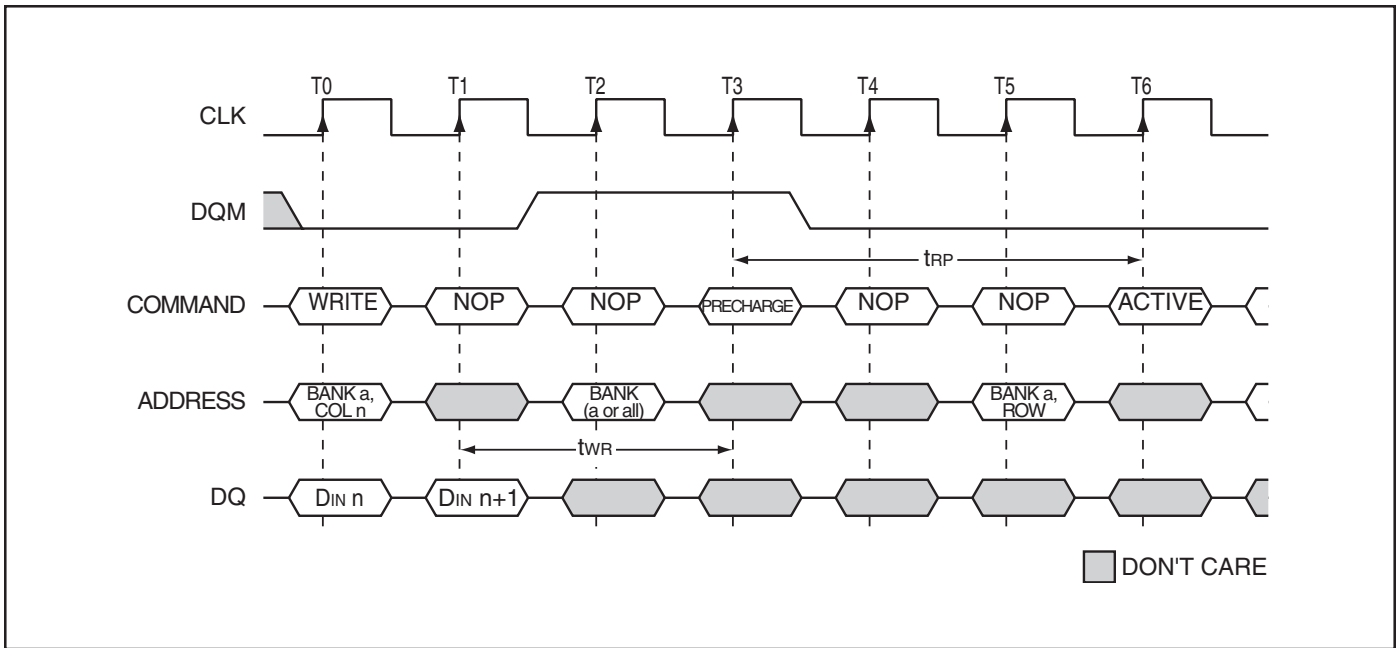 T0 T1 T2 T3 T4 T5 T6
CLK
DQM
tRP
COMMAND WRITE NOP NOP PRECHARGE NOP NOP ACTIVE
ADDRESS BANK a, COL n BANK (a or all) BANK a, ROW
tWR
DQ DIN n DIN n+1
DON'T CARE